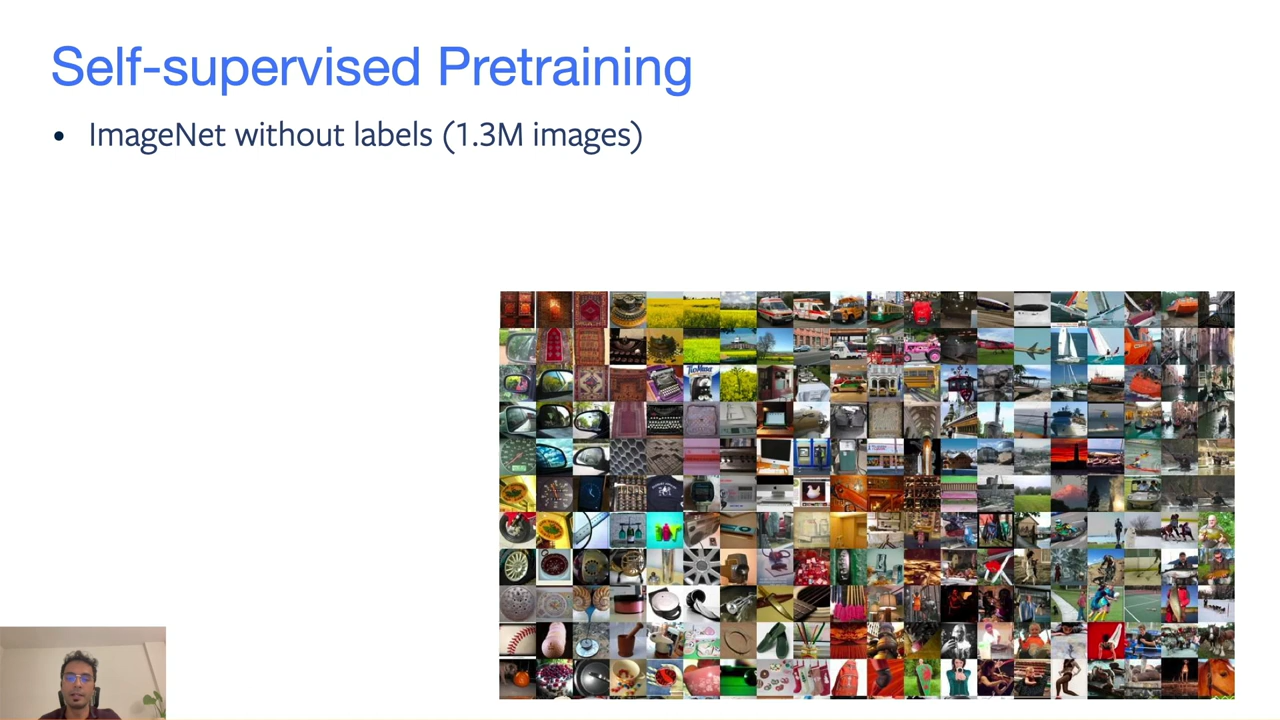 Self-supervised Pretraining
• ImageNet without labels (1.3M images)